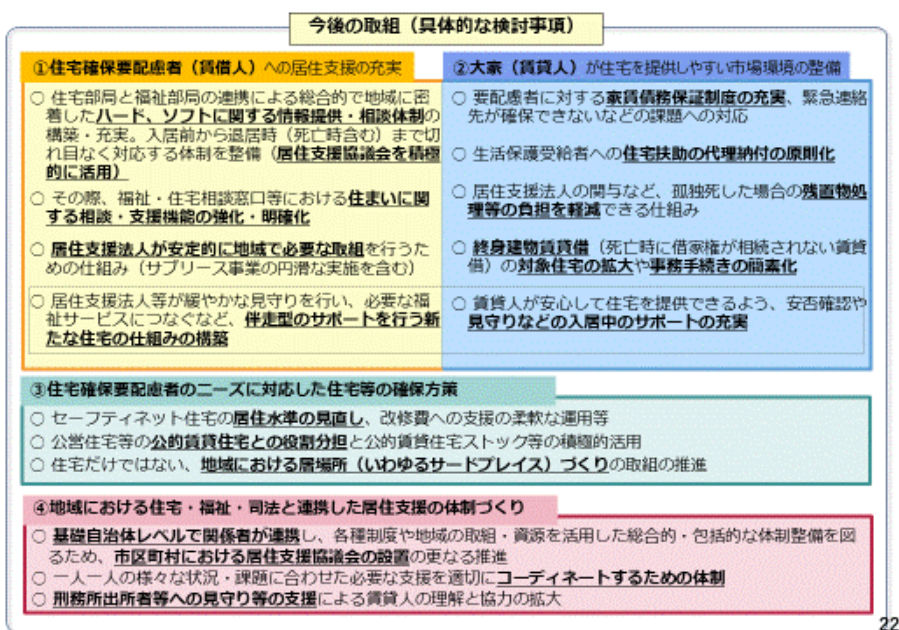 今後の取組（具体的な検討事項）
①住宅確保要配慮者（賃借人）への居住支援の充実
○ 住宅部局と福祉部局の連携による総合的で地域に密
着したハード、ソフトに関する情報提供・相談体制の
構築・充実。入居前から退居時（死亡時含む）まで切
れ目なく対応する体制を整備（居住支援協議会を積極
的に活用）
○ その際、福祉・住宅相談窓口等における住まいに関
する相談・支援機能の強化・明確化
○ 居住支援法人が安定的に地域で必要な取組を行うた
めの仕組み（サブリース事業の円滑な実施を含む）
○ 居住支援法人等が緩やかな見守りを行い、必要な福
祉サービスにつなぐなど、伴走型のサポートを行う新
たな住宅の仕組みの構築
②大家（賃貸人）が住宅を提供しやすい市場環境の整備
○ 要配慮者に対する家賃債務保証制度の充実、緊急連絡
先が確保できないなどの課題への対応
○ 生活保護受給者への住宅扶助の代理納付の原則化
○ 居住支援法人の関与など、孤独死した場合の残置物処
理等の負担を軽減できる仕組み
○ 終身建物賃貸借（死亡時に借家権が相続されない賃貸
借）の対象住宅の拡大や事務手続きの簡素化
○ 賃貸人が安心して住宅を提供できるよう、安否確認や
見守りなどの入居中のサポートの充実
③住宅確保要配慮者のニーズに対応した住宅等の確保方策
○ セーフティネット住宅の居住水準の見直し、改修費への支援の柔軟な運用等
○ 公営住宅等の公的賃貸住宅との役割分担と公的賃貸住宅ストック等の積極的活用
○ 住宅だけではない、地域における居場所（いわゆるサードプレイス）づくりの取組の推進
④地域における住宅・福祉・司法と連携した居住支援の体制づくり
○ 基礎自治体レベルで関係者が連携し、各種制度や地域の取組・資源を活用した総合的・包括的な体制整備を図
るため、市区町村における居住支援協議会の設置の更なる推進
○ 一人一人の様々な状況・課題に合わせた必要な支援を適切にコーディネートするための体制
○ 刑務所出所者等への見守り等の支援による賃貸人の理解と協力の拡大
22